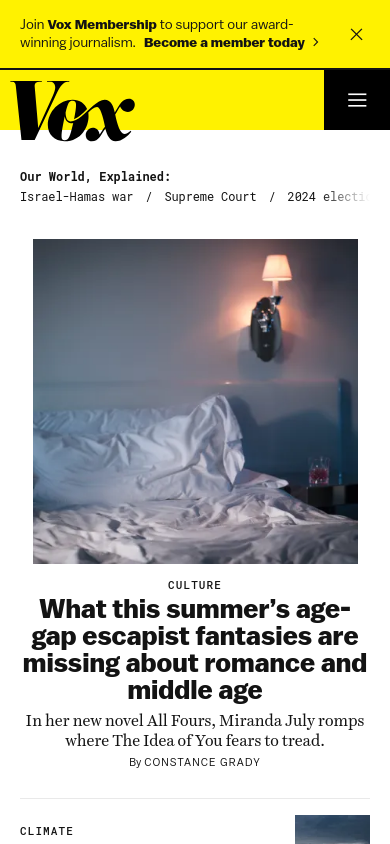 Join Vox Membership to support our award-
winning journalism. Become a member today
Vox
Our World, Explained:
Israel-Hamas war / Supreme Court / 2024 electi
CULTURE
What this summer’s age-
gap escapist fantasies are
missing about romance and
middle age
In her new novel All Fours, Miranda July romps
where The Idea of You fears to tread.
By CONSTANCE GRADY
CLIMATE